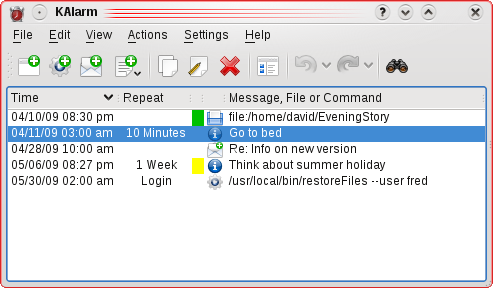 KAlarm
File Edit View Actions Settings Help
Time Repeat Message, File or Command
04/10/09 08:30 pm file:/home/david/EveningStory
04/11/09 03:00 am 10 Minutes Go to bed
04/28/09 10:00 am Re: Info on new version
05/06/09 08:27 pm 1 Week Think about summer holiday
05/30/09 02:00 am Login /usr/local/bin/restoreFiles --user fred